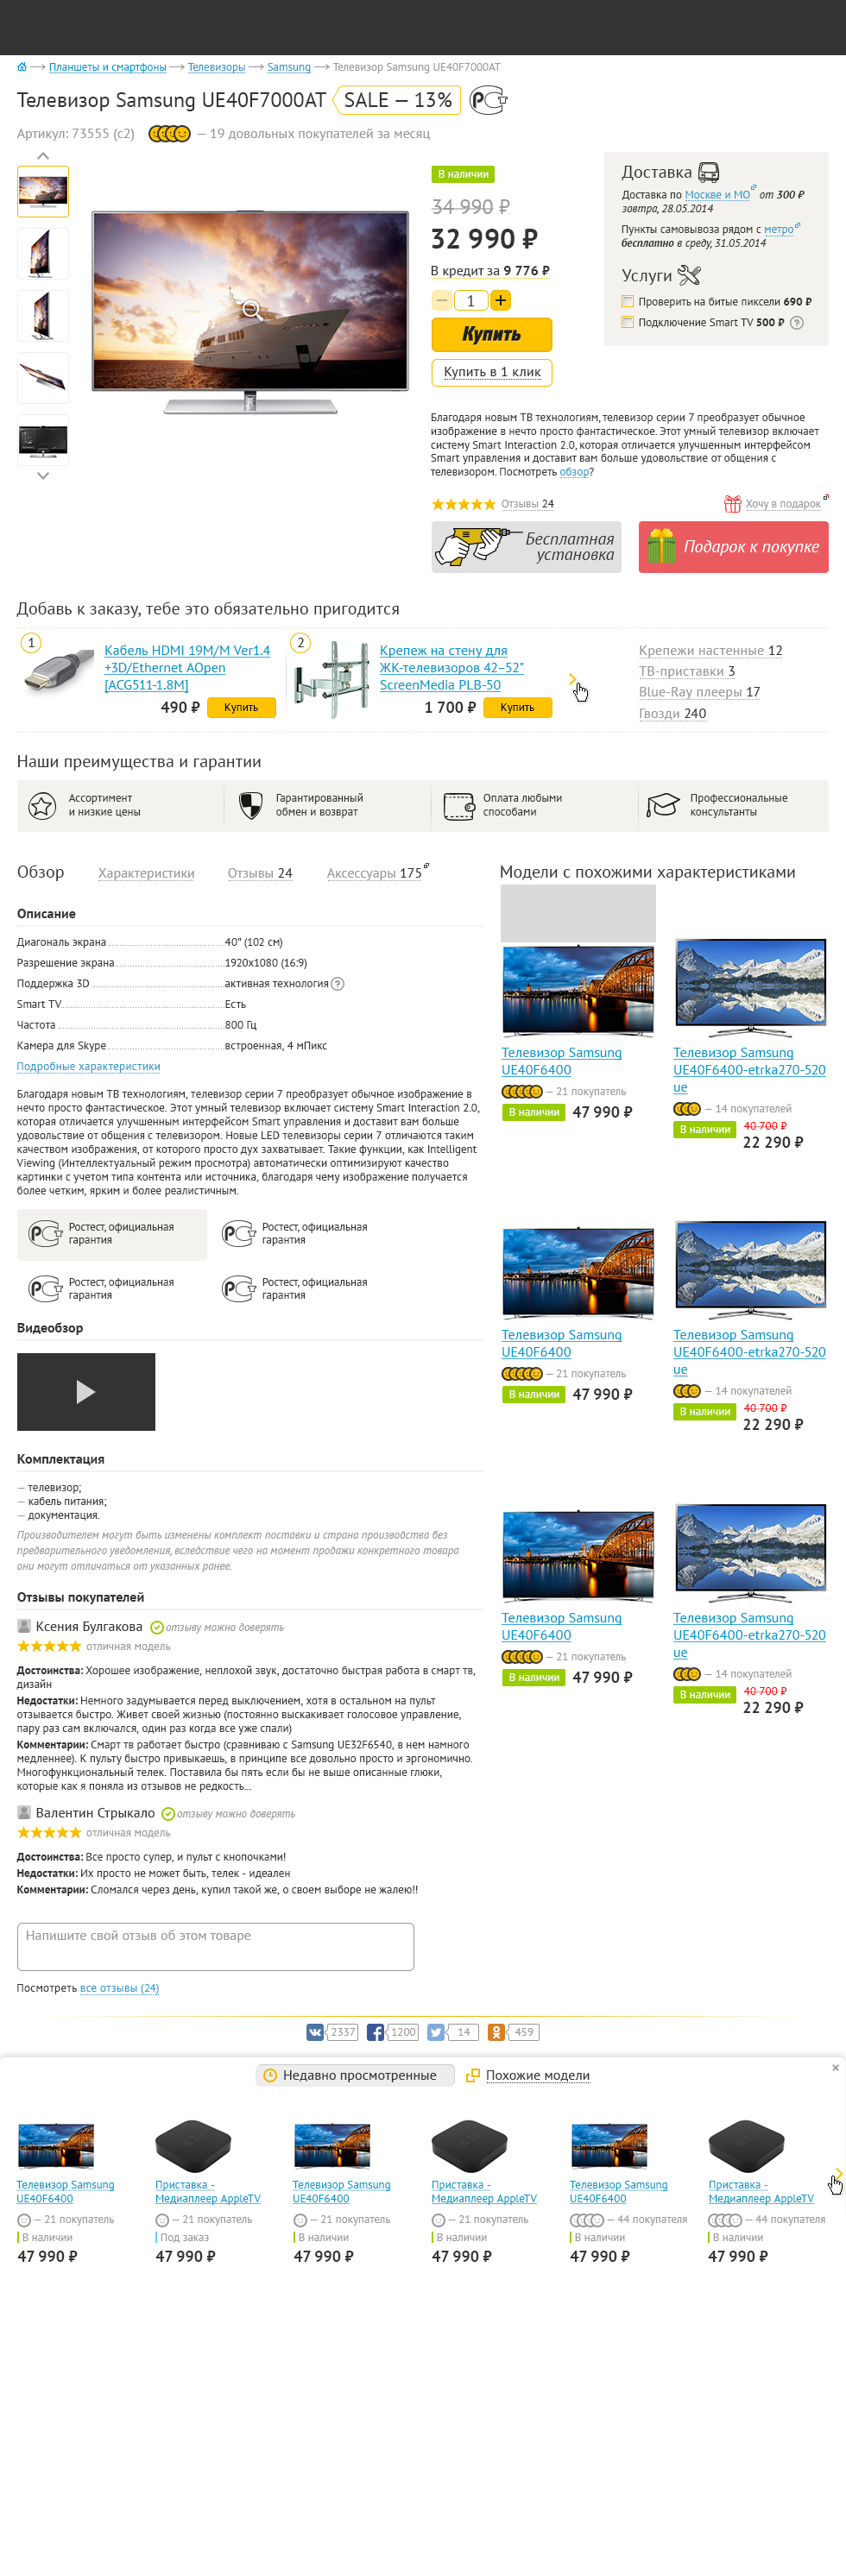 Планшеты и смартфоны → Телевизоры → Samsung → Телевизор Samsung UE40F7000AT
Телевизор Samsung UE40F7000AT
SALE — 13%
Артикул: 73555 (c2)
— 19 довольных покупателей за месяц
В наличии
34 990 ₽
32 990 ₽
В кредит за 9 776 ₽
− 1 +
Купить
Купить в 1 клик
Доставка
Доставка по Москве и МО от 300 ₽
завтра, 28.05.2014
Пункты самовывоза рядом с метро
бесплатно в среду, 31.05.2014
Услуги
Проверить на битые пиксели 690 ₽
Подключение Smart TV 500 ₽ ?
Благодаря новым ТВ технологиям, телевизор серии 7 преобразует обычное
изображение в нечто просто фантастическое. Этот умный телевизор включает
систему Smart Interaction 2.0, которая отличается улучшенным интерфейсом
Smart управления и доставит вам больше удовольствие от общения с
телевизором. Посмотреть обзор?
Отзывы 24
Хочу в подарок
Бесплатная
установка
Подарок к покупке
Добавь к заказу, тебе это обязательно пригодится
1
Кабель HDMI 19M/M Ver1.4
+3D/Ethernet AOpen
[ACG511-1.8M]
490 ₽ Купить
2
Крепеж на стену для
ЖК-телевизоров 42–52"
ScreenMedia PLB-50
1 700 ₽ Купить
Крепежи настенные 12
ТВ-приставки 3
Blue-Ray плееры 17
Гвозди 240
Наши преимущества и гарантии
Ассортимент
и низкие цены
Гарантированный
обмен и возврат
Оплата любыми
способами
Профессиональные
консультанты
Обзор Характеристики Отзывы 24 Аксессуары 175
Описание
Диагональ экрана 40" (102 см)
Разрешение экрана 1920x1080 (16:9)
Поддержка 3D активная технология ?
Smart TV Есть
Частота 800 Гц
Камера для Skype встроенная, 4 мПикс
Подробные характеристики
Благодаря новым ТВ технологиям, телевизор серии 7 преобразует обычное изображение в
нечто просто фантастическое. Этот умный телевизор включает систему Smart Interaction 2.0,
которая отличается улучшенным интерфейсом Smart управления и доставит вам больше
удовольствие от общения с телевизором. Новые LED телевизоры серии 7 отличаются таким
качеством изображения, от которого просто дух захватывает. Такие функции, как Intelligent
Viewing (Интеллектуальный режим просмотра) автоматически оптимизируют качество
картинки с учетом типа контента или источника, благодаря чему изображение получается
более четким, ярким и более реалистичным.
Ростест, официальная
гарантия
Ростест, официальная
гарантия
Ростест, официальная
гарантия
Ростест, официальная
гарантия
Видеобзор
Комплектация
— телевизор;
— кабель питания;
— документация.
Производителем могут быть изменены комплект поставки и страна производства без
предварительного уведомления, вследствие чего на момент продажи конкретного товара
они могут отличаться от указанных ранее.
Отзывы покупателей
Ксения Булгакова отзыву можно доверять
отличная модель
Достоинства: Хорошее изображение, неплохой звук, достаточно быстрая работа в смарт тв,
дизайн
Недостатки: Немного задумывается перед выключением, хотя в остальном на пульт
отзывается быстро. Живет своей жизнью (постоянно выскакивает голосовое управление,
пару раз сам включался, один раз когда все уже спали)
Комментарии: Смарт тв работает быстро (сравниваю с Samsung UE32F6540, в нем намного
медленнее). К пульту быстро привыкаешь, в принципе все довольно просто и эргономично.
Многофункциональный телек. Поставила бы пять если бы не выше описанные глюки,
которые как я поняла из отзывов не редкость...
Валентин Стрыкало отзыву можно доверять
отличная модель
Достоинства: Все просто супер, и пульт с кнопочками!
Недостатки: Их просто не может быть, телек - идеален
Комментарии: Сломался через день, купил такой же, о своем выборе не жалею!!
Напишите свой отзыв об этом товаре
Посмотреть все отзывы (24)
Модели с похожими характеристиками
Телевизор Samsung
UE40F6400
— 21 покупатель
В наличии 47 990 ₽
Телевизор Samsung
UE40F6400-etrka270-520
ue
— 14 покупателей
40 700 ₽
В наличии
22 290 ₽
Телевизор Samsung
UE40F6400
— 21 покупатель
В наличии 47 990 ₽
Телевизор Samsung
UE40F6400-etrka270-520
ue
— 14 покупателей
40 700 ₽
В наличии
22 290 ₽
Телевизор Samsung
UE40F6400
— 21 покупатель
В наличии 47 990 ₽
Телевизор Samsung
UE40F6400-etrka270-520
ue
— 14 покупателей
40 700 ₽
В наличии
22 290 ₽
2337 1200 14 459
Недавно просмотренные Похожие модели
×
Телевизор Samsung
UE40F6400
— 21 покупатель
В наличии
47 990 ₽
Приставка -
Медиаплеер AppleTV
— 21 покупатель
Под заказ
47 990 ₽
Телевизор Samsung
UE40F6400
— 21 покупатель
В наличии
47 990 ₽
Приставка -
Медиаплеер AppleTV
— 21 покупатель
В наличии
47 990 ₽
Телевизор Samsung
UE40F6400
— 44 покупателя
В наличии
47 990 ₽
Приставка -
Медиаплеер AppleTV
— 44 покупателя
В наличии
47 990 ₽